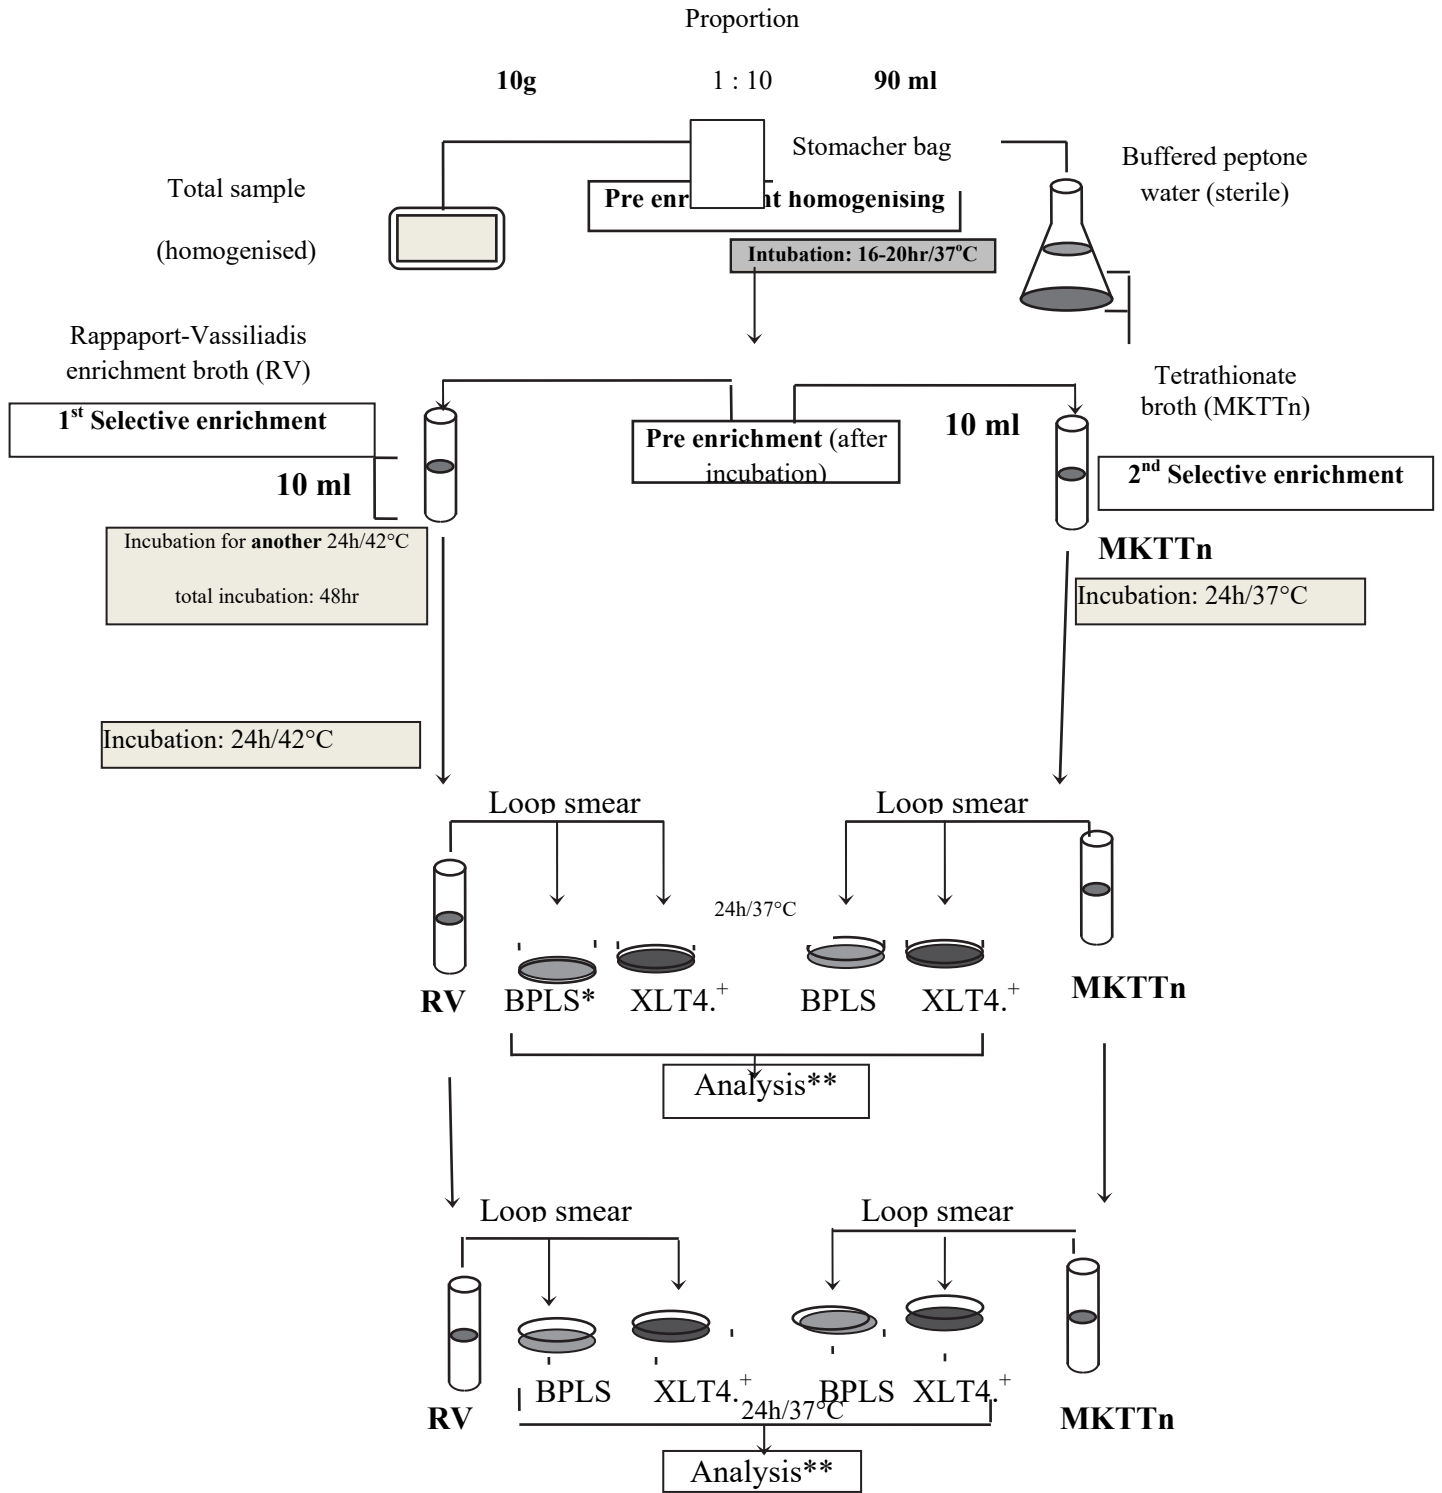 Proportion
10g 1 : 10 90 ml
Stomacher bag
Buffered peptone
water (sterile)
Total sample
(homogenised)
Pre enr nt homogenising
Intubation: 16-20hr/37°C
Rappaport-Vassiliadis
enrichment broth (RV)
1st Selective enrichment
10 ml
Pre enrichment (after
incubation)
10 ml
Tetrathionate
broth (MKTTn)
2nd Selective enrichment
MKTTn
Incubation for another 24h/42°C
total incubation: 48hr
Incubation: 24h/37°C
Incubation: 24h/42°C
Loop smear Loop smear
24h/37°C
RV BPLS* XLT4.+ BPLS XLT4.+ MKTTn
Analysis**
Loop smear Loop smear
BPLS XLT4.+ BPLS XLT4.+
24h/37°C
RV MKTTn
Analysis**